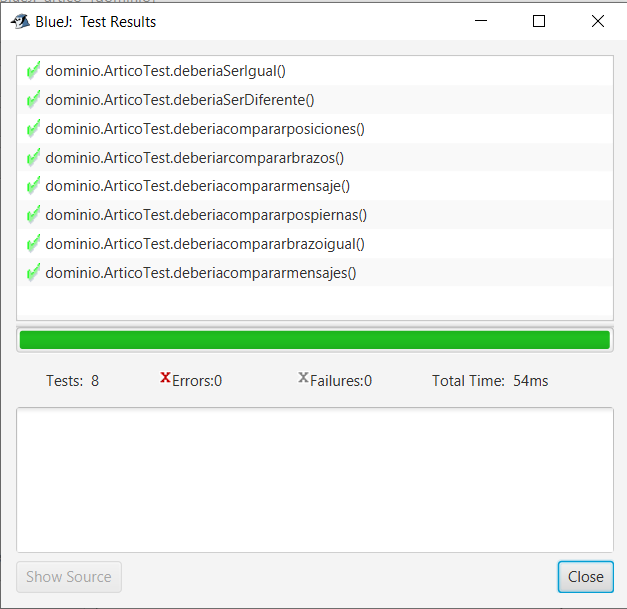 BlueJ: Test Results
dominio.ArticoTest.deberiaSerIgual()
dominio.ArticoTest.deberiaSerDiferente()
dominio.ArticoTest.deberiacompararposiciones()
dominio.ArticoTest.deberiarcompararbrazos()
dominio.ArticoTest.deberiacompararmensaje()
dominio.ArticoTest.deberiacompararpospiernas()
dominio.ArticoTest.deberiacompararbrazoigual()
dominio.ArticoTest.deberiacompararmensajes()
Tests: 8 Errors:0 Failures:0 Total Time: 54ms
Show Source Close